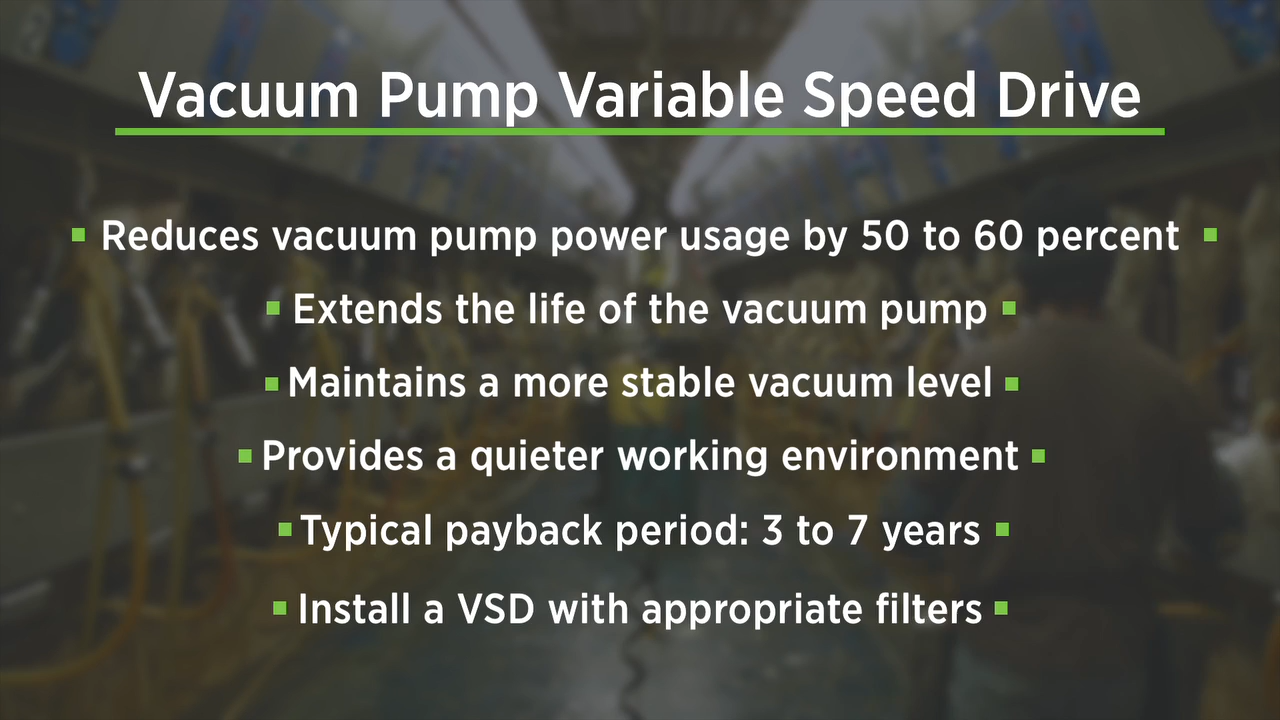 Vacuum Pump Variable Speed Drive
Reduces vacuum pump power usage by 50 to 60 percent
Extends the life of the vacuum pump
Maintains a more stable vacuum level
Provides a quieter working environment
Typical payback period: 3 to 7 years
Install a VSD with appropriate filters